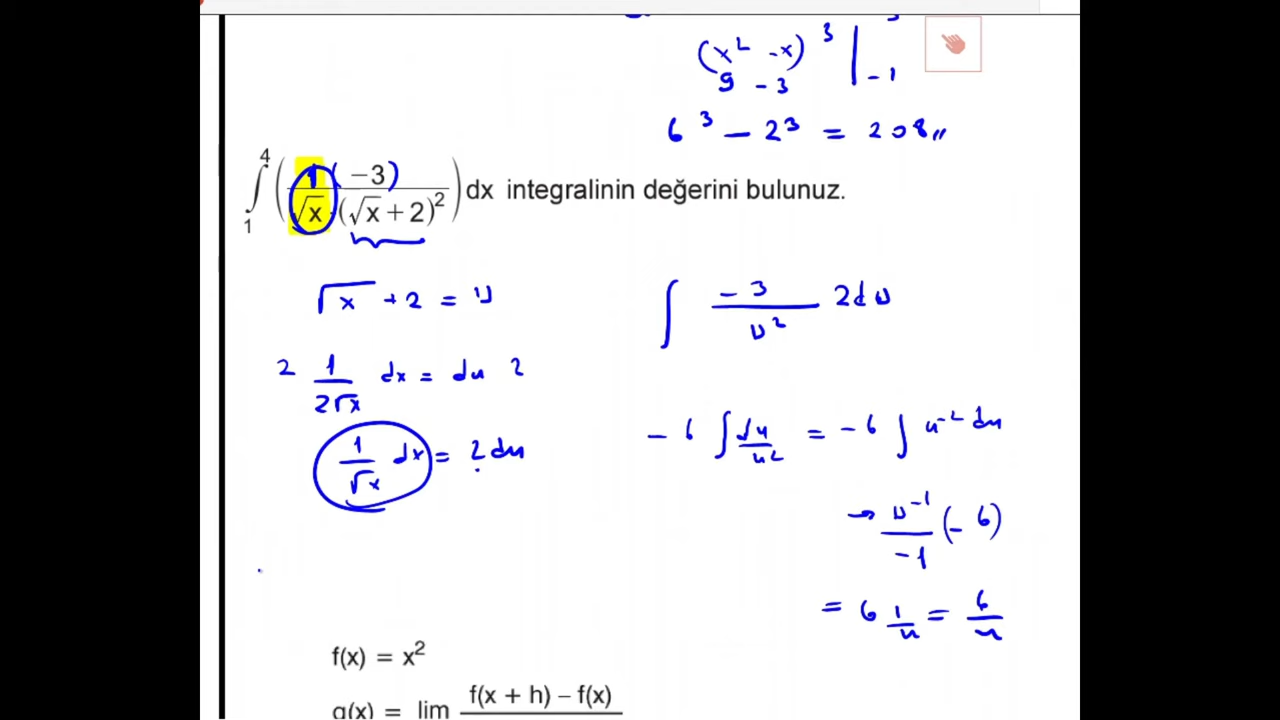 (x² - x)³ |₋₁
9 - 3
6³ - 2³ = 208,,
∫₁⁴ ( 1 (-3) / √x · (√x + 2)² ) dx integralinin değerini bulunuz.
√x + 2 = u
∫ -3 / u² 2du
2 1 / 2√x dx = du 2
-6 ∫ du / u² = -6 ∫ u⁻² du
1 / √x dx = 2du
→ u⁻¹ / -1 (-6)
= 6 1/u = 6/u
f(x) = x²
g(x) = lim f(x + h) – f(x)